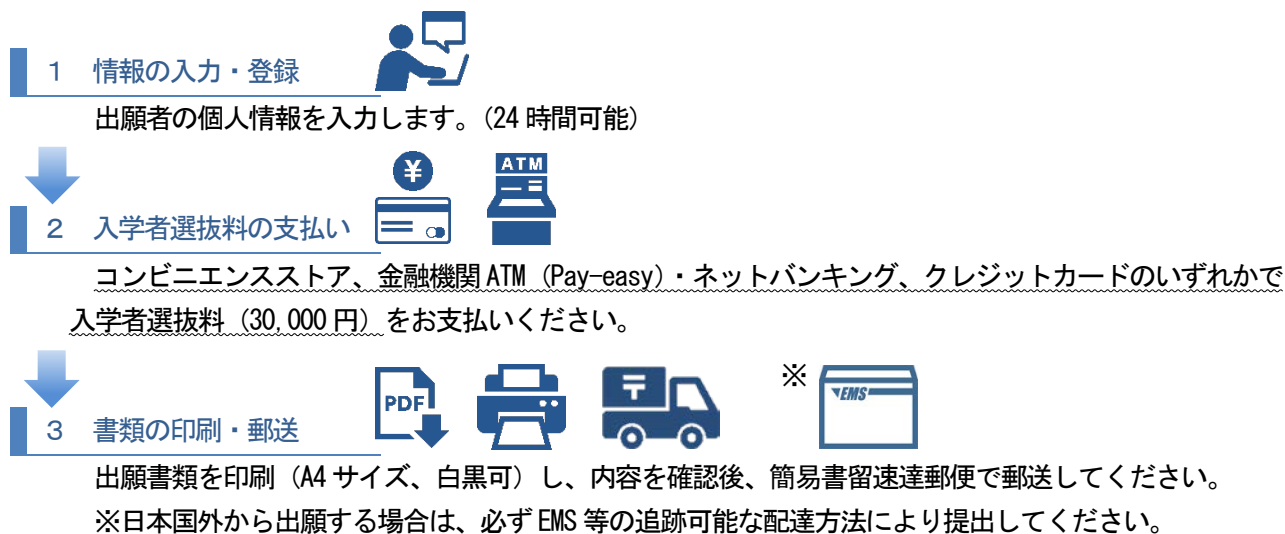 1 情報の入力・登録
出願者の個人情報を入力します。（24 時間可能）
¥
ATM
2 入学者選抜料の支払い
コンビニエンスストア、金融機関 ATM（Pay-easy）・ネットバンキング、クレジットカードのいずれかで
入学者選抜料（30,000 円）をお支払いください。
PDF
〒
※
EMS
3 書類の印刷・郵送
出願書類を印刷（A4 サイズ、白黒可）し、内容を確認後、簡易書留速達郵便で郵送してください。
※日本国外から出願する場合は、必ず EMS 等の追跡可能な配達方法により提出してください。